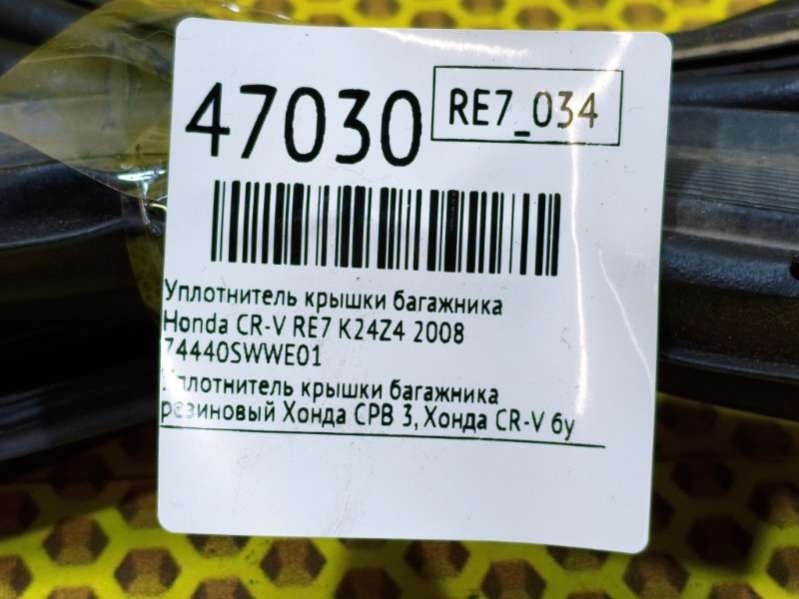 47030
RE7_034
Уплотнитель крышки багажника
Honda CR-V RE7 K24Z4 2008
74440SWWE01
Уплотнитель крышки багажника
резиновый Хонда СРВ 3, Хонда CR-V бу